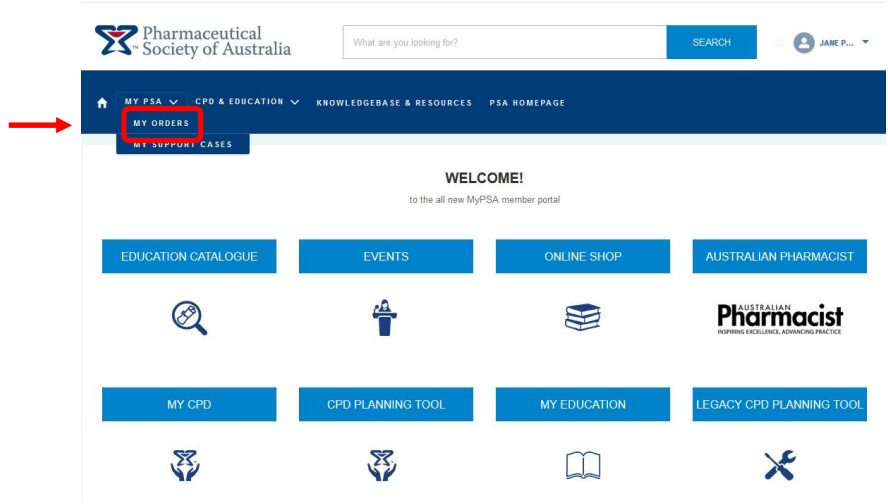 Pharmaceutical
Society of Australia
What are you looking for?
SEARCH
JANE P...
MY PSA
CPD & EDUCATION
KNOWLEDGEBASE & RESOURCES
PSA HOMEPAGE
MY ORDERS
MY SUPPORT CASES
WELCOME!
to the all new MyPSA member portal
EDUCATION CATALOGUE
EVENTS
ONLINE SHOP
AUSTRALIAN PHARMACIST
AUSTRALIAN
Pharmacist
INSPIRING EXCELLENCE, ADVANCING PRACTICE
MY CPD
CPD PLANNING TOOL
MY EDUCATION
LEGACY CPD PLANNING TOOL